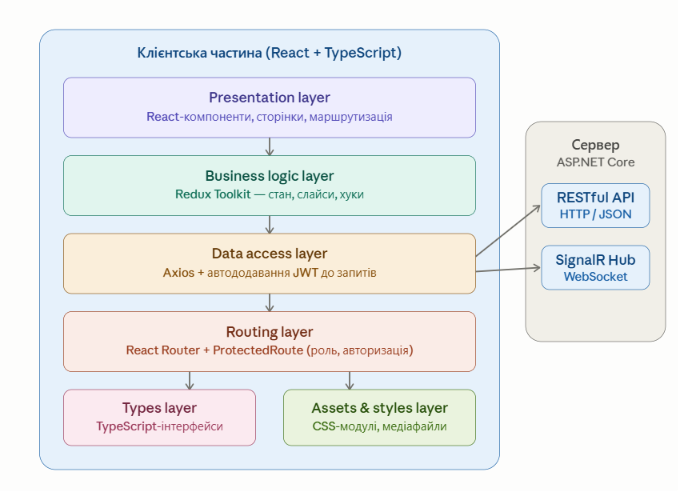 Клієнтська частина (React + TypeScript)
Presentation layer
React-компоненти, сторінки, маршрутизація
Business logic layer
Redux Toolkit — стан, слайси, хуки
Data access layer
Axios + автододавання JWT до запитів
Routing layer
React Router + ProtectedRoute (роль, авторизація)
Types layer
TypeScript-інтерфейси
Assets & styles layer
CSS-модулі, медіафайли
Сервер
ASP.NET Core
RESTful API
HTTP / JSON
SignalR Hub
WebSocket